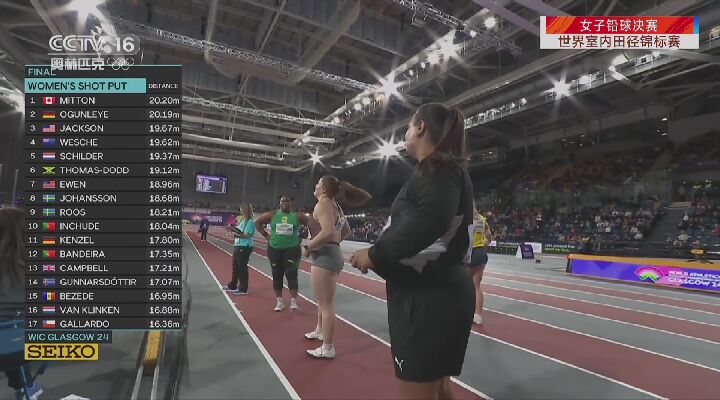 CCTV 16
奥林匹克
女子铅球决赛
世界室内田径锦标赛
FINAL
WOMEN'S SHOT PUT DISTANCE
1 MITTON 20.20m
2 OGUNLEYE 20.19m
3 JACKSON 19.67m
4 WESCHE 19.62m
5 SCHILDER 19.37m
6 THOMAS-DODD 19.12m
7 EWEN 18.96m
8 JOHANSSON 18.68m
9 ROOS 18.21m
10 INCHUDE 18.04m
11 KENZEL 17.80m
12 BANDEIRA 17.35m
13 CAMPBELL 17.21m
14 GUNNARSDÓTTIR 17.07m
15 BEZEDE 16.95m
16 VAN KLINKEN 16.88m
17 GALLARDO 16.36m
WIC GLASGOW 24
SEIKO
GLASGOW